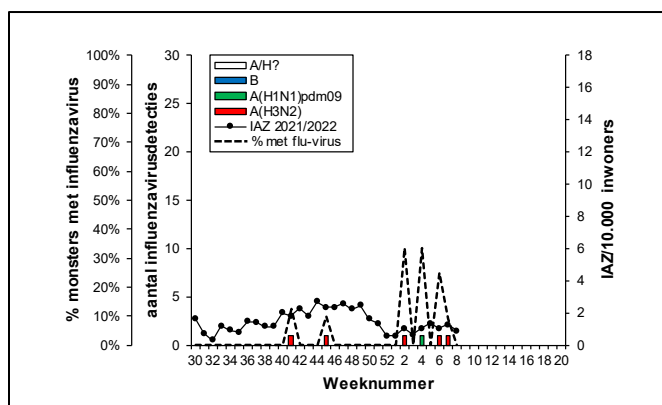 % monsters met influenzavirus
100%
90%
80%
70%
60%
50%
40%
30%
20%
10%
0%
aantal influenzavirusdetecties
30
25
20
15
10
5
0
A/H?
B
A(H1N1)pdm09
A(H3N2)
IAZ 2021/2022
% met flu-virus
18
16
14
12
10
8
6
4
2
0
IAZ/10.000 inwoners
30 32 34 36 38 40 42 44 46 48 50 52 2 4 6 8 10 12 14 16 18 20
Weeknummer